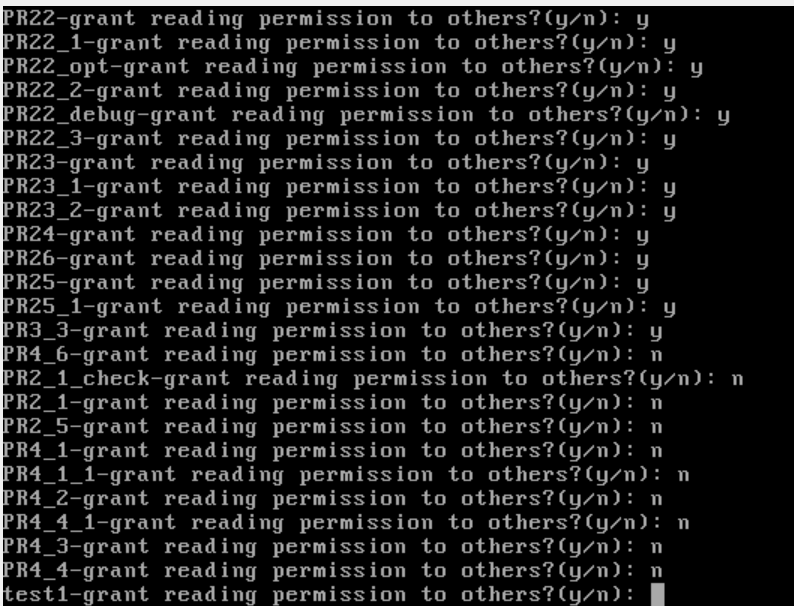 PR22-grant reading permission to others?(y/n): y
PR22_1-grant reading permission to others?(y/n): y
PR22_opt-grant reading permission to others?(y/n): y
PR22_2-grant reading permission to others?(y/n): y
PR22_debug-grant reading permission to others?(y/n): y
PR22_3-grant reading permission to others?(y/n): y
PR23-grant reading permission to others?(y/n): y
PR23_1-grant reading permission to others?(y/n): y
PR23_2-grant reading permission to others?(y/n): y
PR24-grant reading permission to others?(y/n): y
PR26-grant reading permission to others?(y/n): y
PR25-grant reading permission to others?(y/n): y
PR25_1-grant reading permission to others?(y/n): y
PR3_3-grant reading permission to others?(y/n): y
PR4_6-grant reading permission to others?(y/n): n
PR2_1_check-grant reading permission to others?(y/n): n
PR2_1-grant reading permission to others?(y/n): n
PR2_5-grant reading permission to others?(y/n): n
PR4_1-grant reading permission to others?(y/n): n
PR4_1_1-grant reading permission to others?(y/n): n
PR4_2-grant reading permission to others?(y/n): n
PR4_4_1-grant reading permission to others?(y/n): n
PR4_3-grant reading permission to others?(y/n): n
PR4_4-grant reading permission to others?(y/n): n
test1-grant reading permission to others?(y/n):